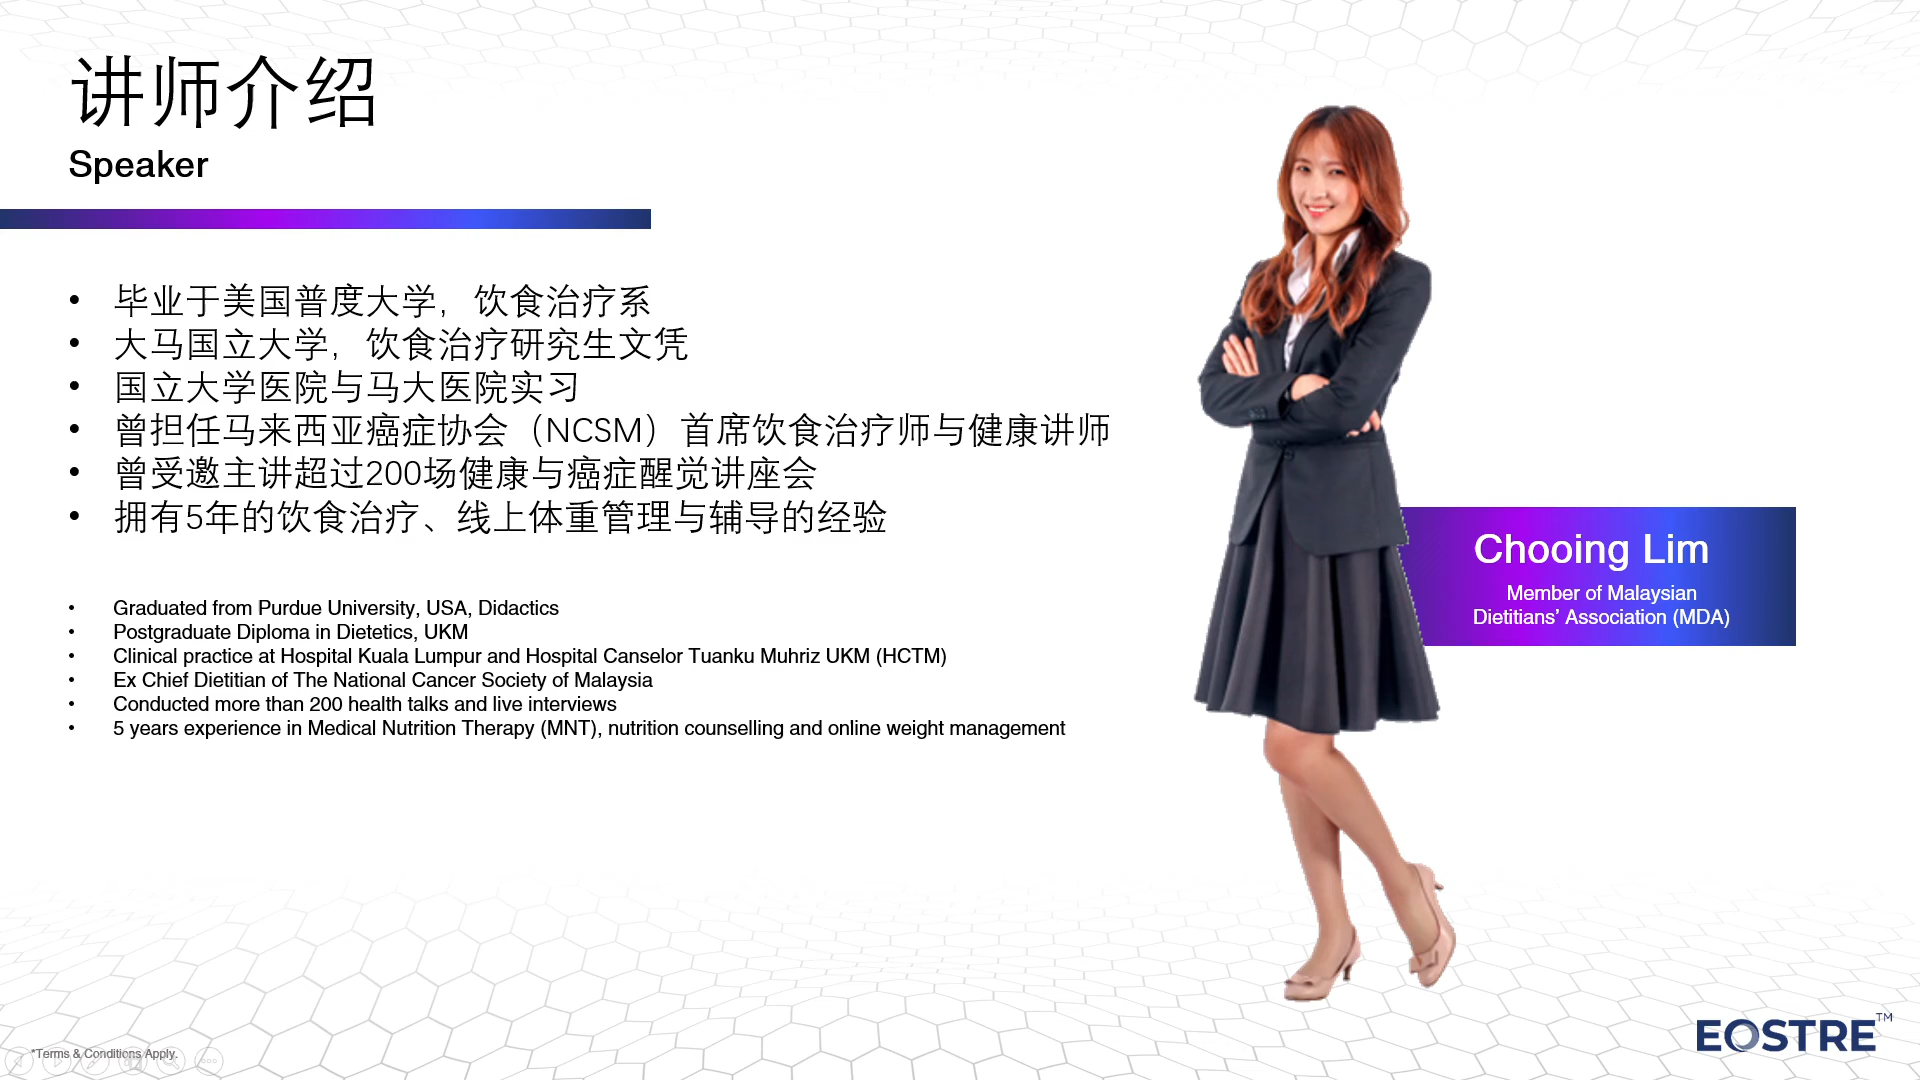 讲师介绍
Speaker
• 毕业于美国普度大学，饮食治疗系
• 大马国立大学，饮食治疗研究生文凭
• 国立大学医院与马大医院实习
• 曾担任马来西亚癌症协会（NCSM）首席饮食治疗师与健康讲师
• 曾受邀主讲超过200场健康与癌症醒觉讲座会
• 拥有5年的饮食治疗、线上体重管理与辅导的经验
• Graduated from Purdue University, USA, Didactics
• Postgraduate Diploma in Dietetics, UKM
• Clinical practice at Hospital Kuala Lumpur and Hospital Canselor Tuanku Muhriz UKM (HCTM)
• Ex Chief Dietitian of The National Cancer Society of Malaysia
• Conducted more than 200 health talks and live interviews
• 5 years experience in Medical Nutrition Therapy (MNT), nutrition counselling and online weight management
Chooing Lim
Member of Malaysian
Dietitians’ Association (MDA)
*Terms & Conditions Apply.
EOSTRE™